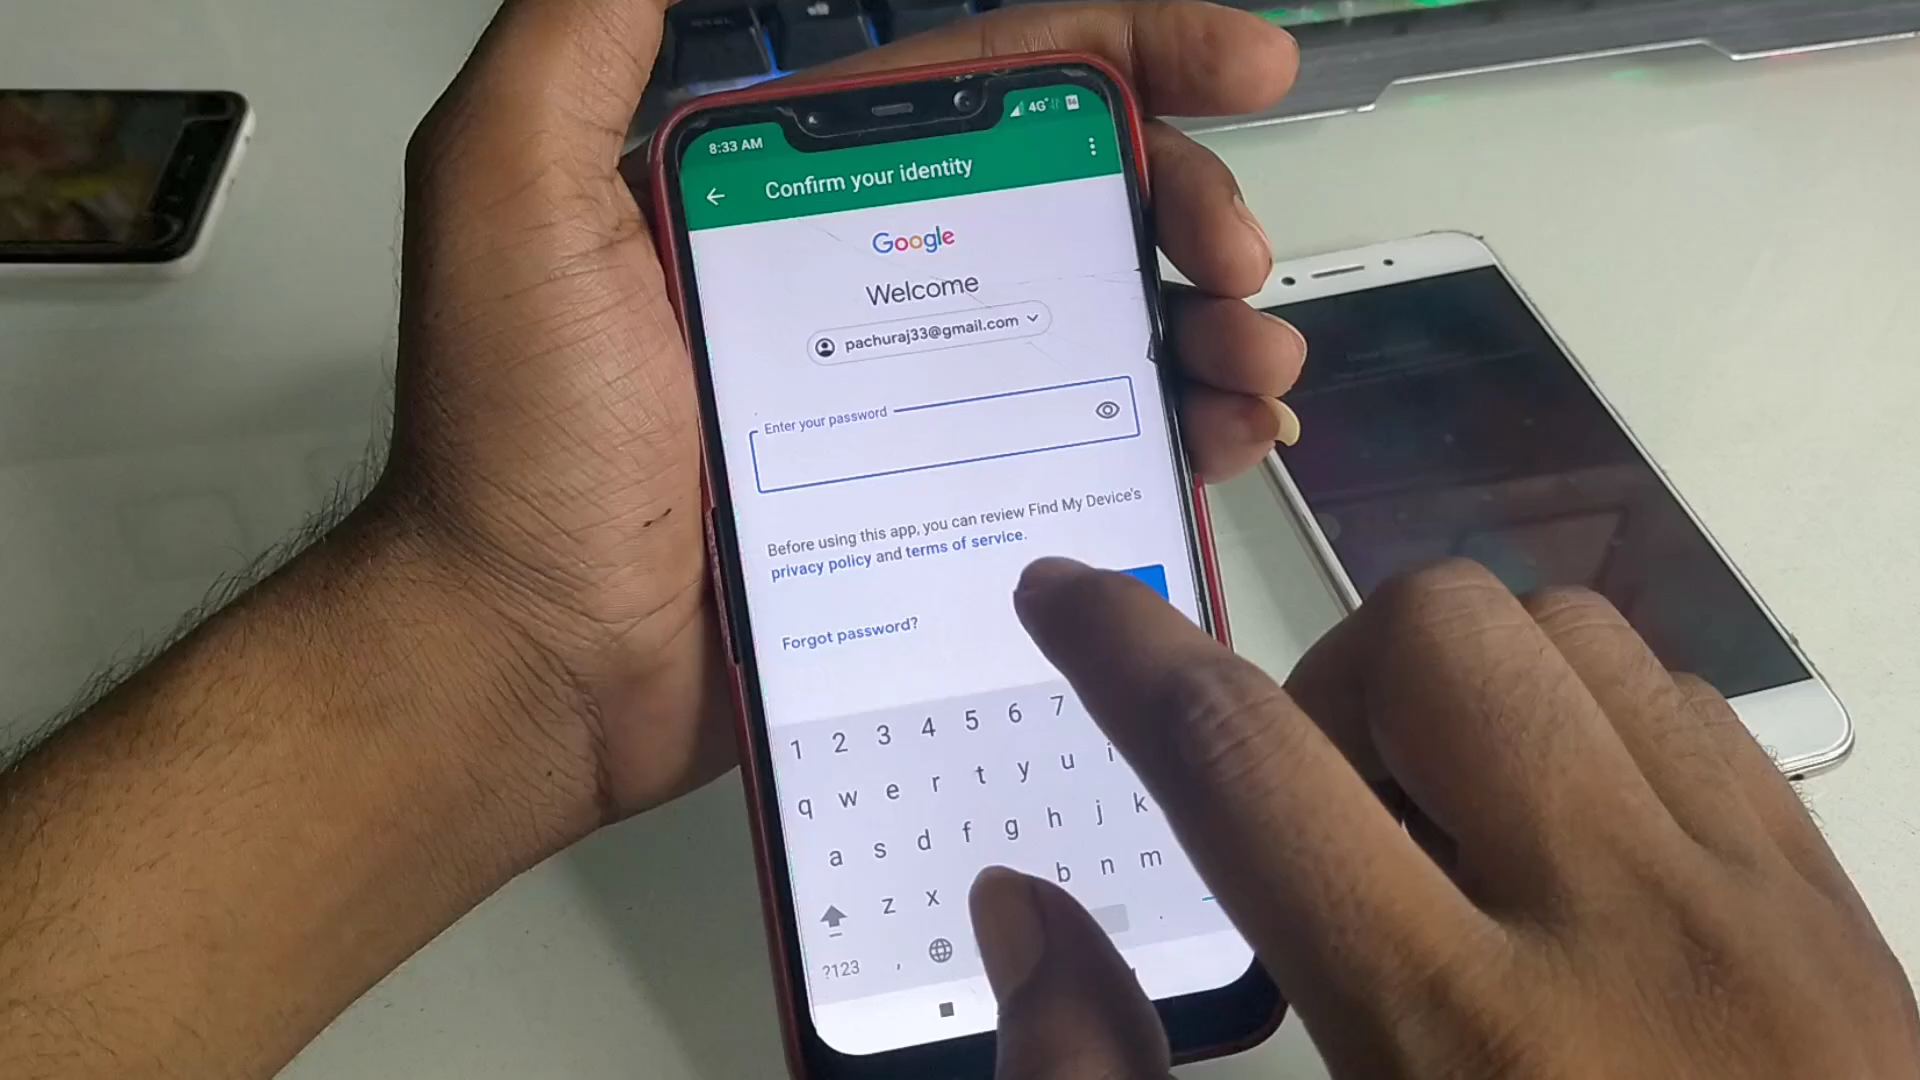 8:33 AM
4G+
Confirm your identity
Google
Welcome
pachuraj33@gmail.com
Enter your password
Before using this app, you can review Find My Device's
privacy policy and terms of service.
Forgot password?
1 2 3 4 5 6 7
q w e r t y u i
a s d f g h j k
z x b n m
?123 , .